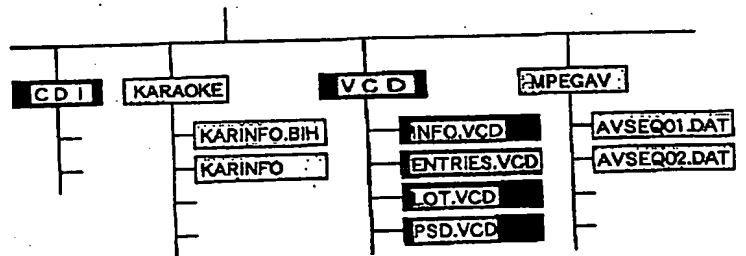 CDI
KARAOKE
VCD
MPEGAV
KARINFO.BIH
INFO.VCD
AVSEQ01.DAT
KARINFO
ENTRIES.VCD
AVSEQ02.DAT
LOT.VCD
PSD.VCD